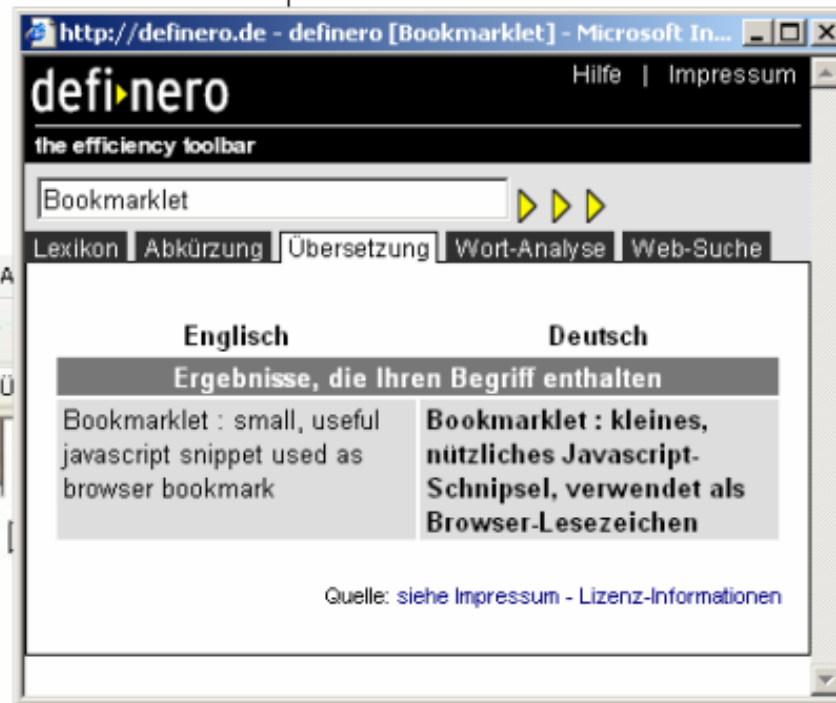 http://definero.de - definero [Bookmarklet] - Microsoft In...
Hilfe | Impressum
defi nero
the efficiency toolbar
Bookmarklet
Lexikon Abkürzung Übersetzung Wort-Analyse Web-Suche
Englisch Deutsch
Ergebnisse, die Ihren Begriff enthalten
Bookmarklet : small, useful
javascript snippet used as
browser bookmark
Bookmarklet : kleines,
nützliches Javascript-
Schnipsel, verwendet als
Browser-Lesezeichen
Quelle: siehe Impressum - Lizenz-Informationen